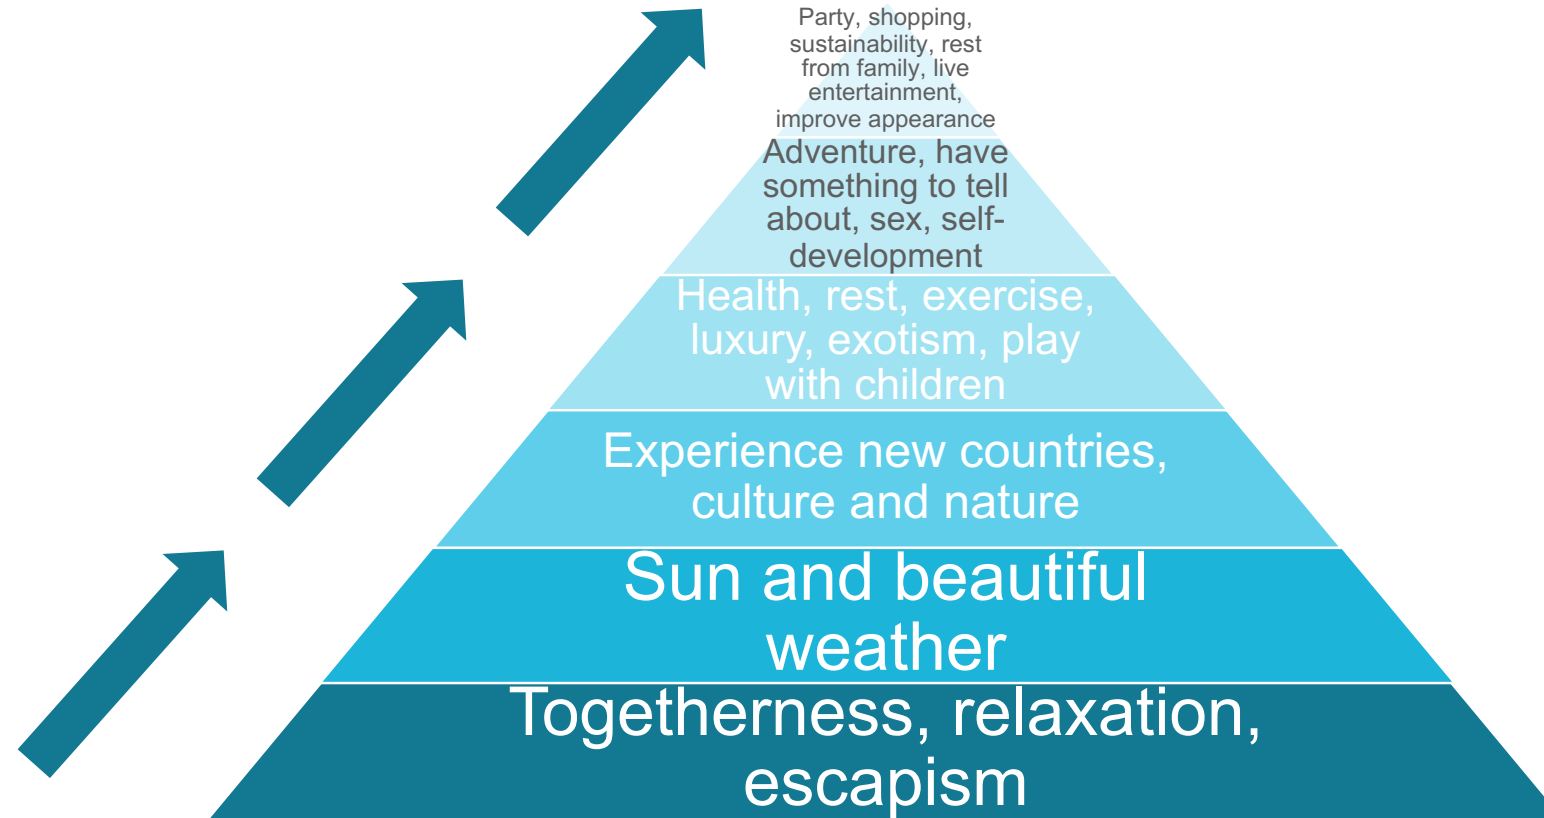 Party, shopping,
sustainability, rest
from family, live
entertainment,
improve appearance
Adventure, have
something to tell
about, sex, self-
development
Health, rest, exercise,
luxury, exotism, play
with children
Experience new countries,
culture and nature
Sun and beautiful
weather
Togetherness, relaxation,
escapism